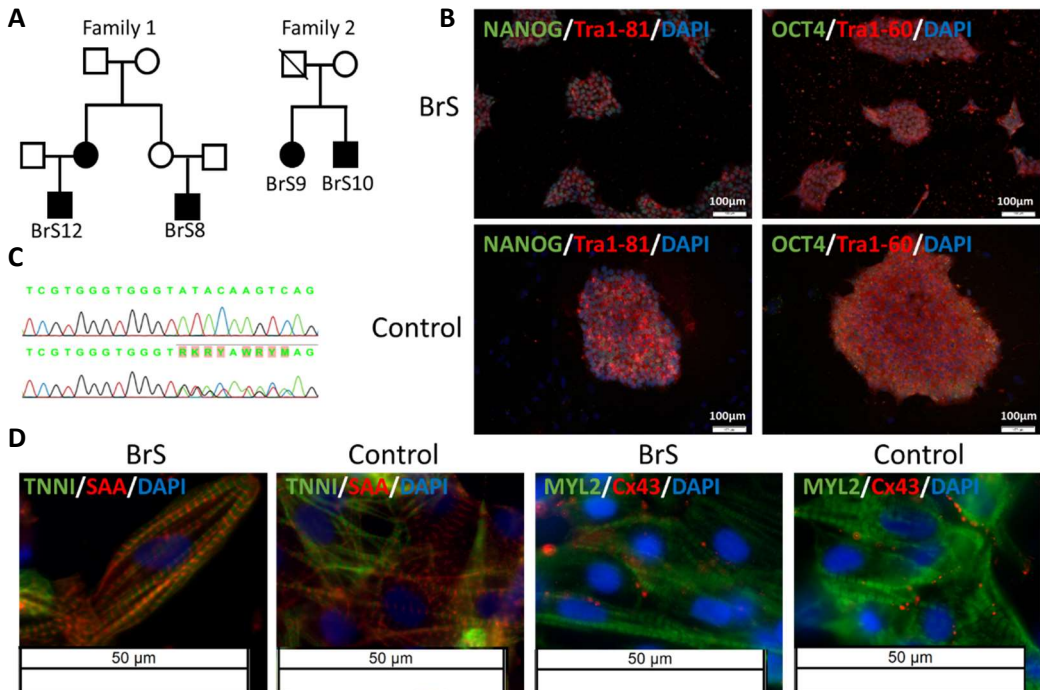 A
Family 1
Family 2
BrS12
BrS8
BrS9
BrS10
B
BrS
NANOG/Tra1-81/DAPI
100μm
OCT4/Tra1-60/DAPI
100μm
Control
NANOG/Tra1-81/DAPI
100μm
OCT4/Tra1-60/DAPI
100μm
C
T C G T G G G T G G G T A T A C A A G T C A G
T C G T G G G T G G G T R K R Y A W R Y M A G
D
BrS
Control
BrS
Control
TNNI/SAA/DAPI
50 µm
TNNI/SAA/DAPI
50 µm
MYL2/Cx43/DAPI
50 µm
MYL2/Cx43/DAPI
50 µm